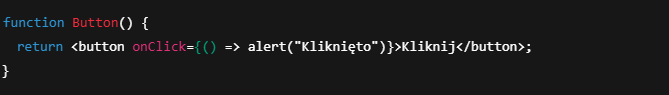 function Button() {
  return <button onClick={() => alert("Kliknięto")}>Kliknij</button>;
}